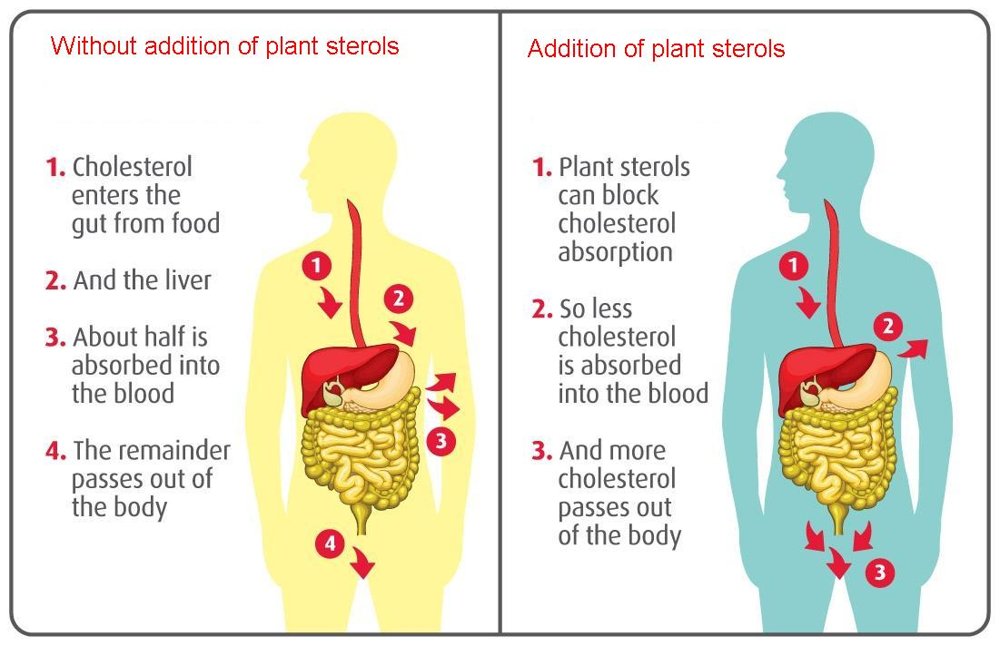 Without addition of plant sterols
1. Cholesterol
enters the
gut from food
2. And the liver
3. About half is
absorbed into
the blood
4. The remainder
passes out of
the body
1
2
3
4
Addition of plant sterols
1. Plant sterols
can block
cholesterol
absorption
2. So less
cholesterol
is absorbed
into the blood
3. And more
cholesterol
passes out
of the body
1
2
3